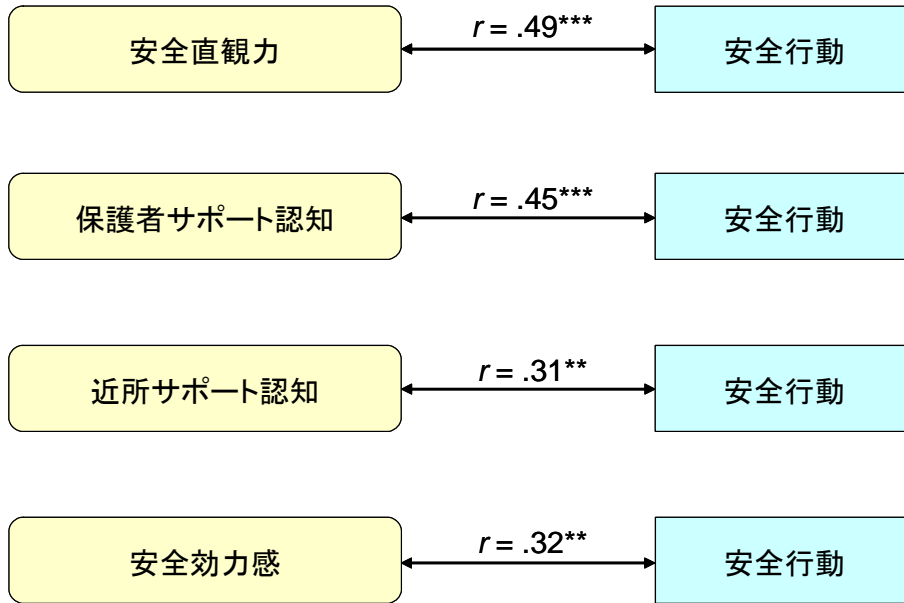 安全直観力
r = .49***
安全行動
保護者サポート認知
r = .45***
安全行動
近所サポート認知
r = .31**
安全行動
安全効力感
r = .32**
安全行動